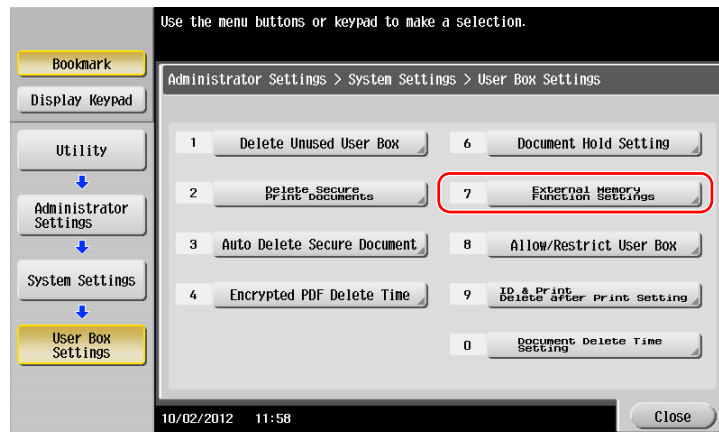 Use the menu buttons or keypad to make a selection.
Bookmark
Display Keypad
Administrator Settings > System Settings > User Box Settings
Utility
Administrator
Settings
System Settings
User Box
Settings
1 Delete Unused User Box
2 Delete Secure
Print Documents
3 Auto Delete Secure Document
4 Encrypted PDF Delete Time
6 Document Hold Setting
7 External Memory
Function Settings
8 Allow/Restrict User Box
9 ID & Print
Delete after Print Setting
0 Document Delete Time
Setting
10/02/2012 11:58
Close